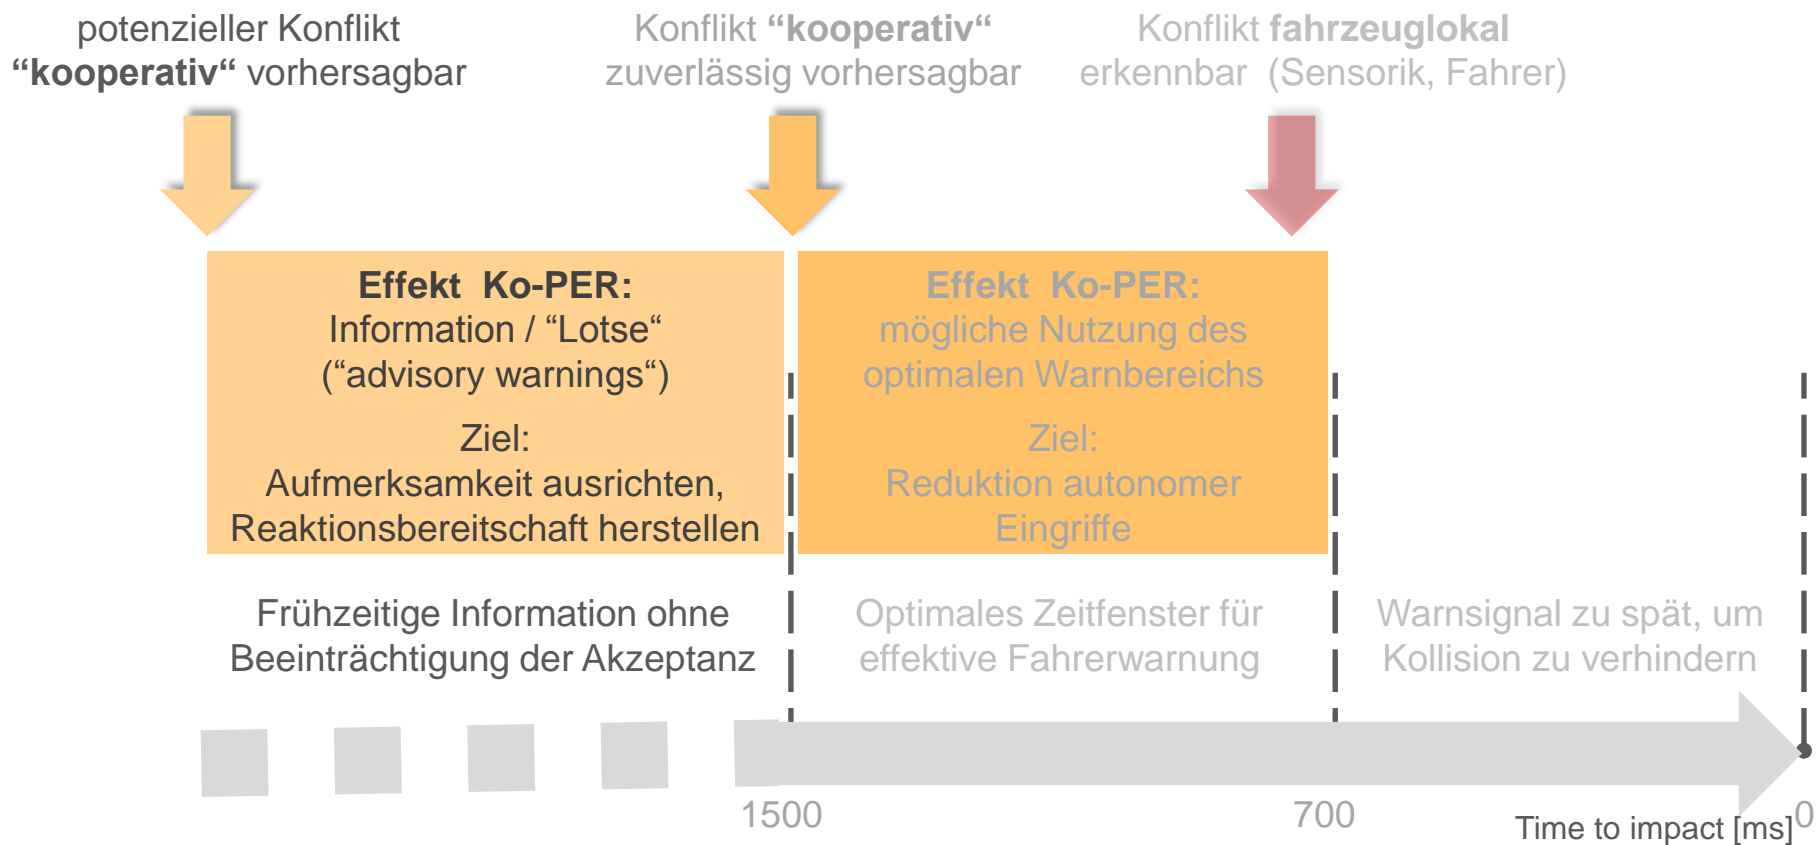 potenzieller Konflikt
“kooperativ“ vorhersagbar
Konflikt “kooperativ“
zuverlässig vorhersagbar
Konflikt fahrzeuglokal
erkennbar (Sensorik, Fahrer)
Effekt Ko-PER:
Information / “Lotse“
(“advisory warnings“)
Ziel:
Aufmerksamkeit ausrichten,
Reaktionsbereitschaft herstellen
Effekt Ko-PER:
mögliche Nutzung des
optimalen Warnbereichs
Ziel:
Reduktion autonomer
Eingriffe
Frühzeitige Information ohne
Beeinträchtigung der Akzeptanz
Optimales Zeitfenster für
effektive Fahrerwarnung
Warnsignal zu spät, um
Kollision zu verhindern
1500
700
0
Time to impact [ms]